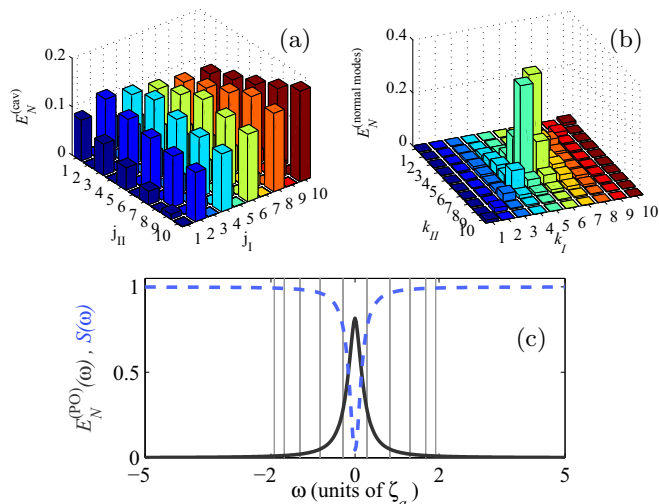 (a)
E_N^(cav)
0.2
0.1
0
1 2 3 4 5 6 7 8 9 10
j_II
1 2 3 4 5 6 7 8 9 10
j_I
(b)
E_N^(normal modes)
0.4
0.2
0
1 2 3 4 5 6 7 8 9 10
k_II
1 2 3 4 5 6 7 8 9 10
k_I
(c)
E_N^(PO)(ω), S(ω)
1
0.5
0
−5 −2 0 2 5
ω (units of ζ_a)